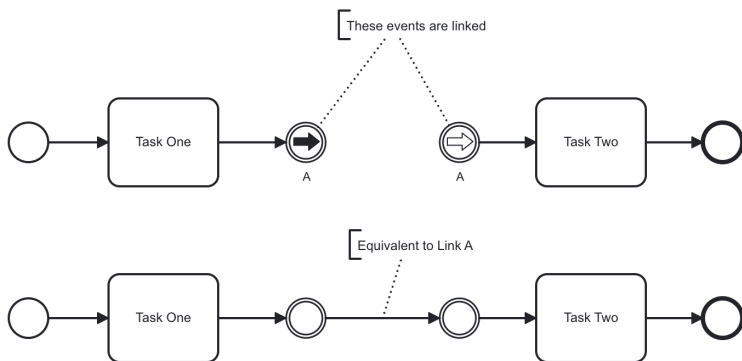 These events are linked
Task One
Task Two
A
A
Equivalent to Link A
Task One
Task Two